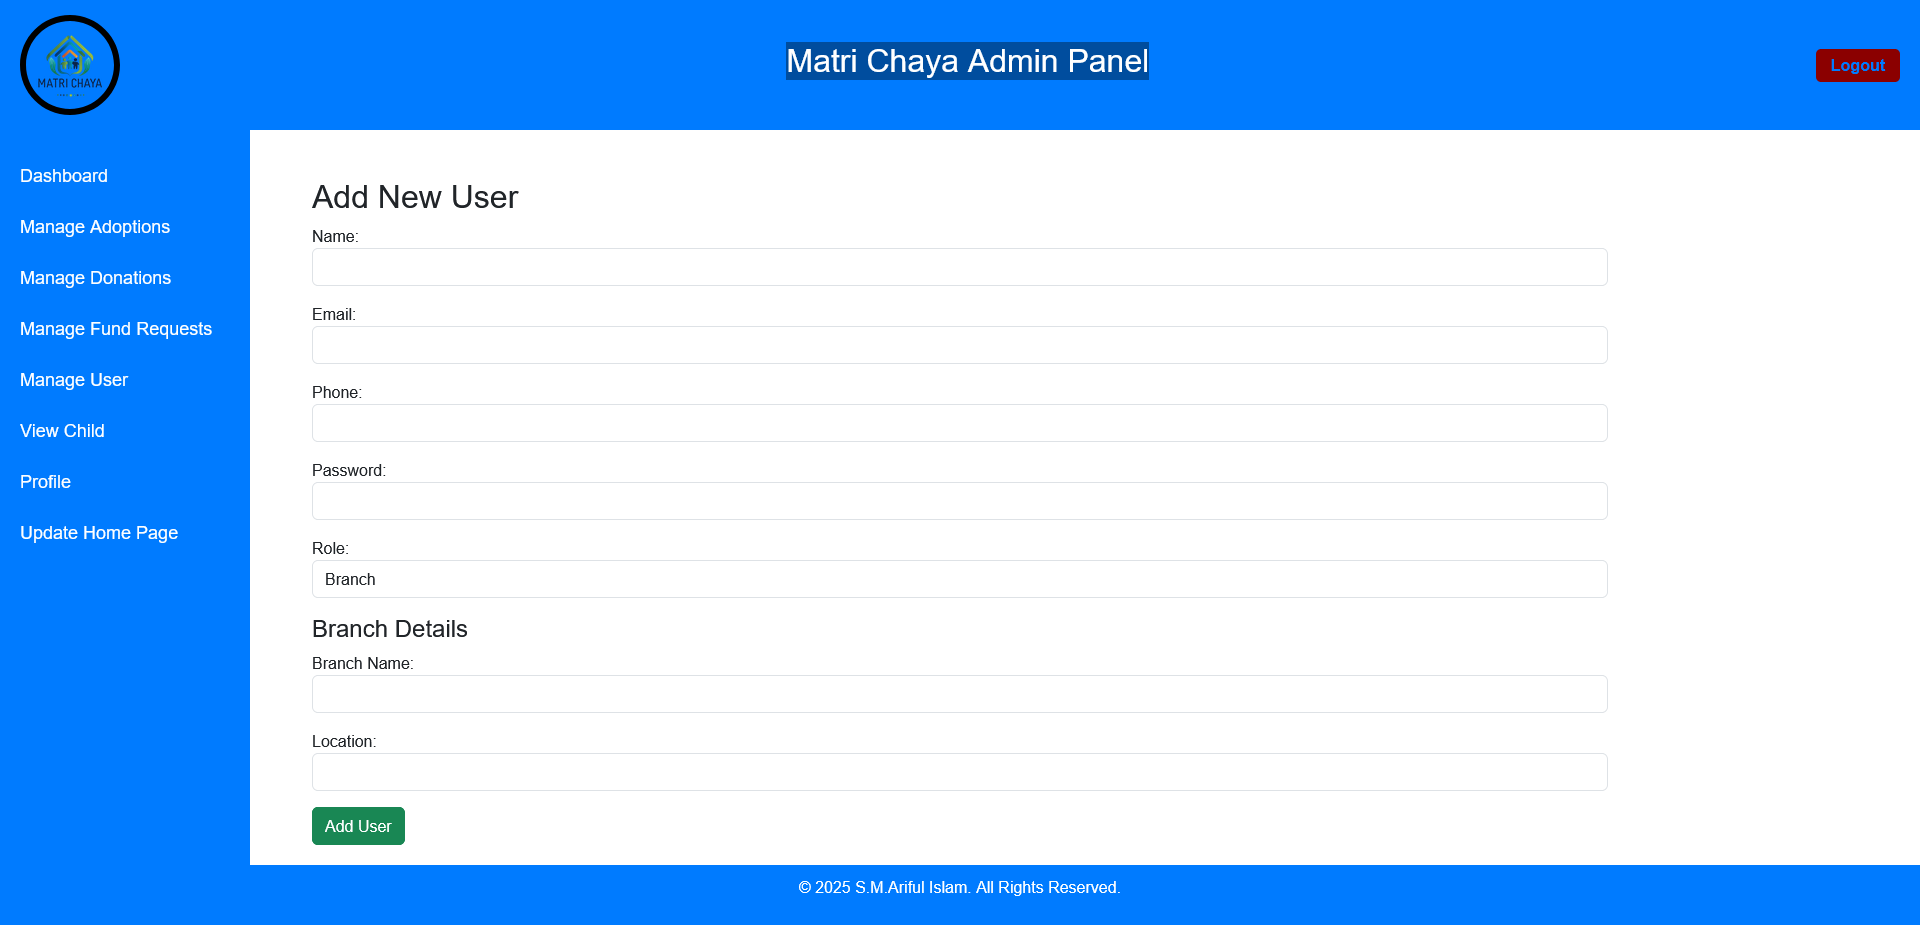 MATRI CHAYA
Matri Chaya Admin Panel
Logout
Dashboard
Manage Adoptions
Manage Donations
Manage Fund Requests
Manage User
View Child
Profile
Update Home Page
Add New User
Name:
Email:
Phone:
Password:
Role:
Branch
Branch Details
Branch Name:
Location:
Add User
© 2025 S.M.Ariful Islam. All Rights Reserved.